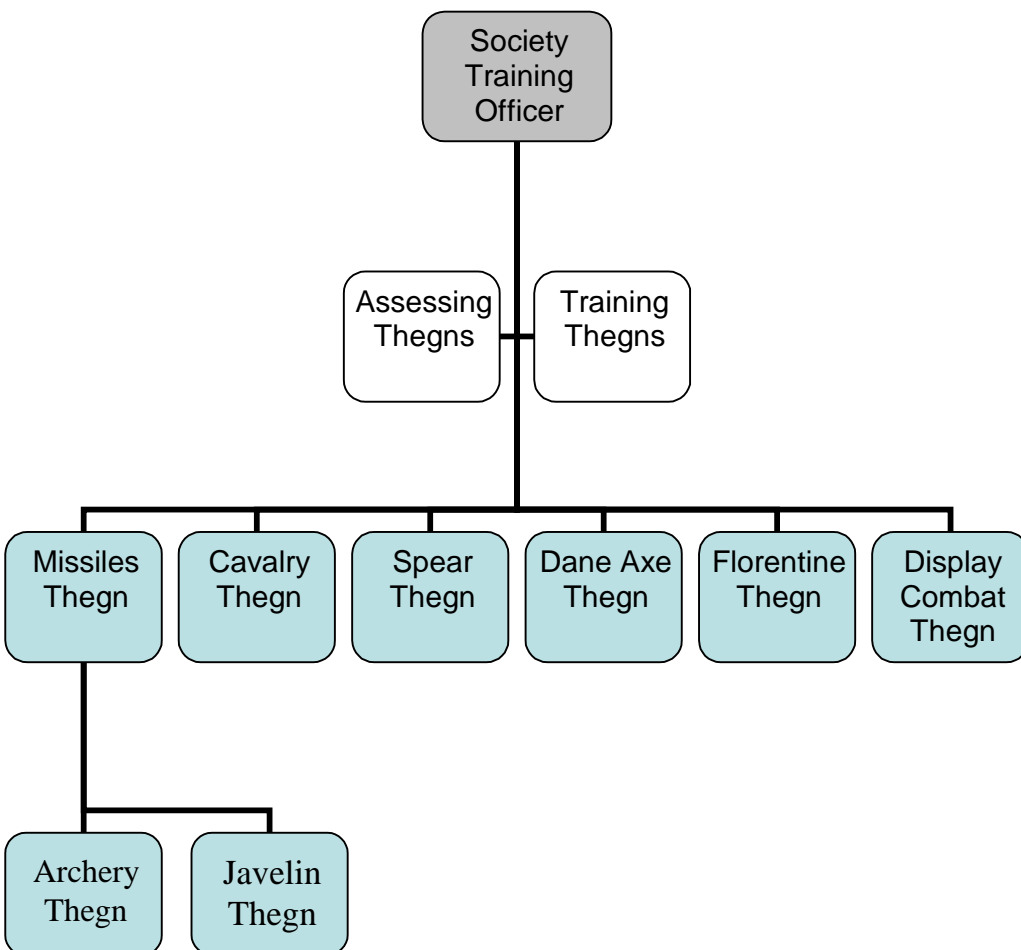 Society
Training
Officer
Assessing
Thegns
Training
Thegns
Missiles
Thegn
Cavalry
Thegn
Spear
Thegn
Dane Axe
Thegn
Florentine
Thegn
Display
Combat
Thegn
Archery
Thegn
Javelin
Thegn